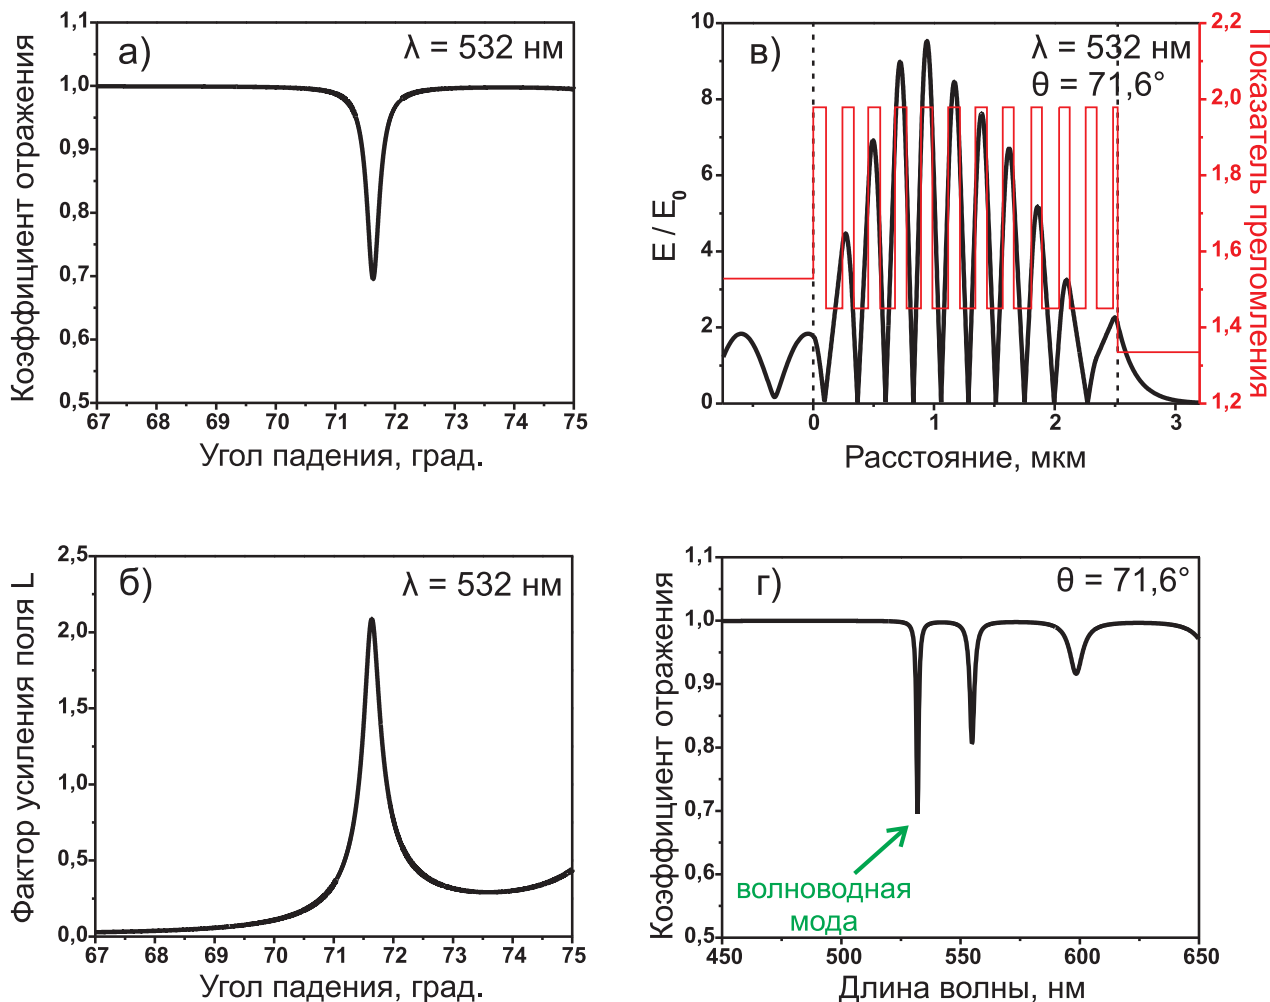 а)
λ = 532 нм
Коэффициент отражения
1,1
1,0
0,9
0,8
0,7
0,6
0,5
67 68 69 70 71 72 73 74 75
Угол падения, град.
в)
λ = 532 нм
θ = 71,6°
E / E0
10
8
6
4
2
0
0 1 2 3
Расстояние, мкм
2,2
2,0
1,8
1,6
1,4
1,2
Показатель преломления
б)
λ = 532 нм
Фактор усиления поля L
2,5
2,0
1,5
1,0
0,5
0,0
67 68 69 70 71 72 73 74 75
Угол падения, град.
г)
θ = 71,6°
Коэффициент отражения
1,1
1,0
0,9
0,8
0,7
0,6
0,5
волноводная
мода
450 500 550 600 650
Длина волны, нм